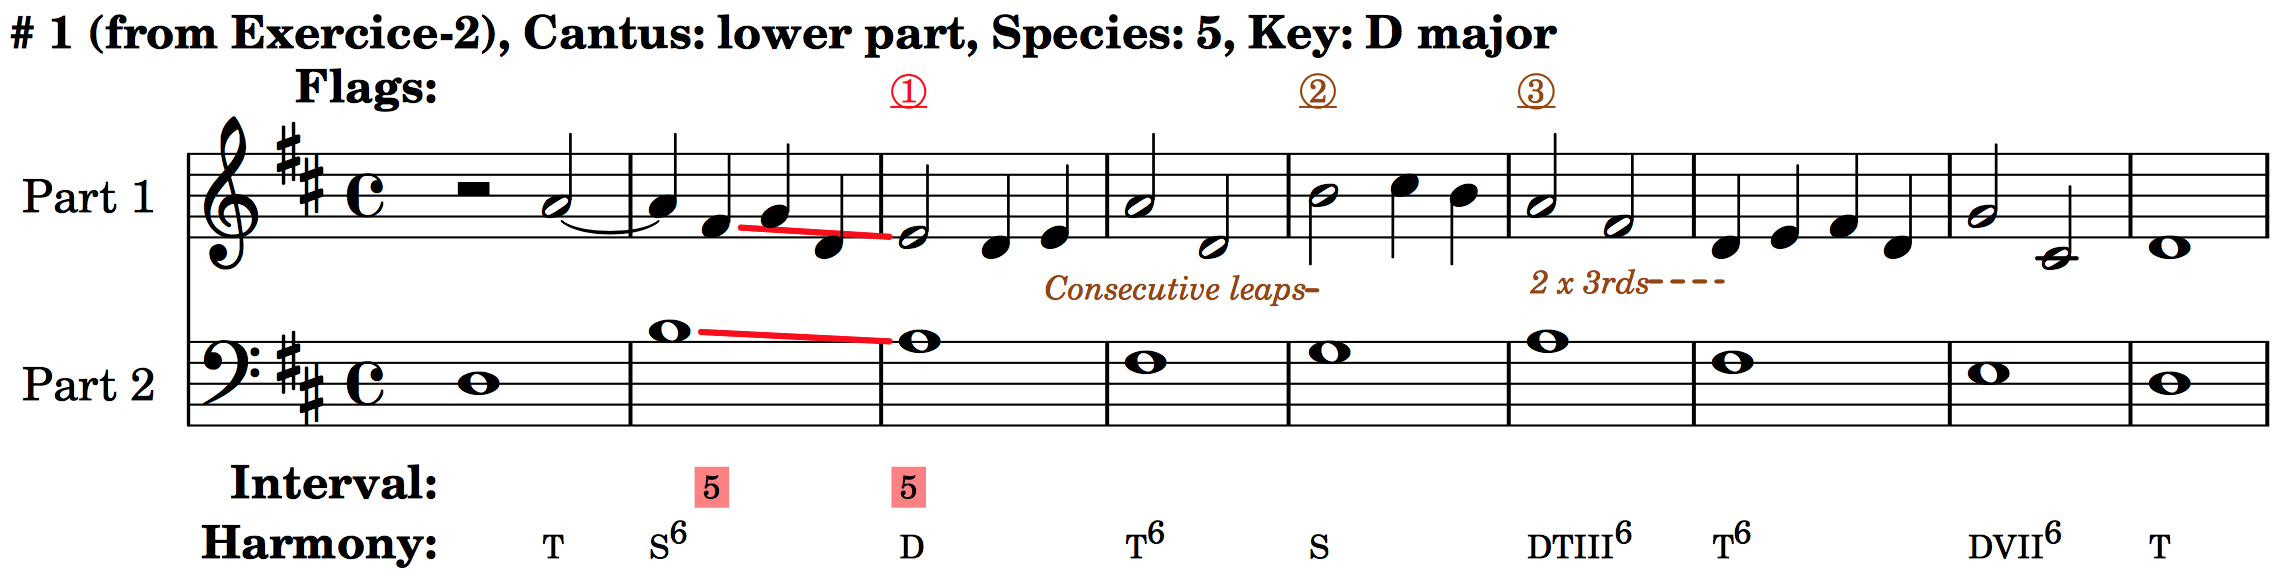 # 1 (from Exercice-2), Cantus: lower part, Species: 5, Key: D major
Flags: ① ② ③
Part 1
Consecutive leaps 2 x 3rds
Part 2
Interval: 5 5
Harmony: T S6 D T6 S DTIII6 T6 DVII6 T